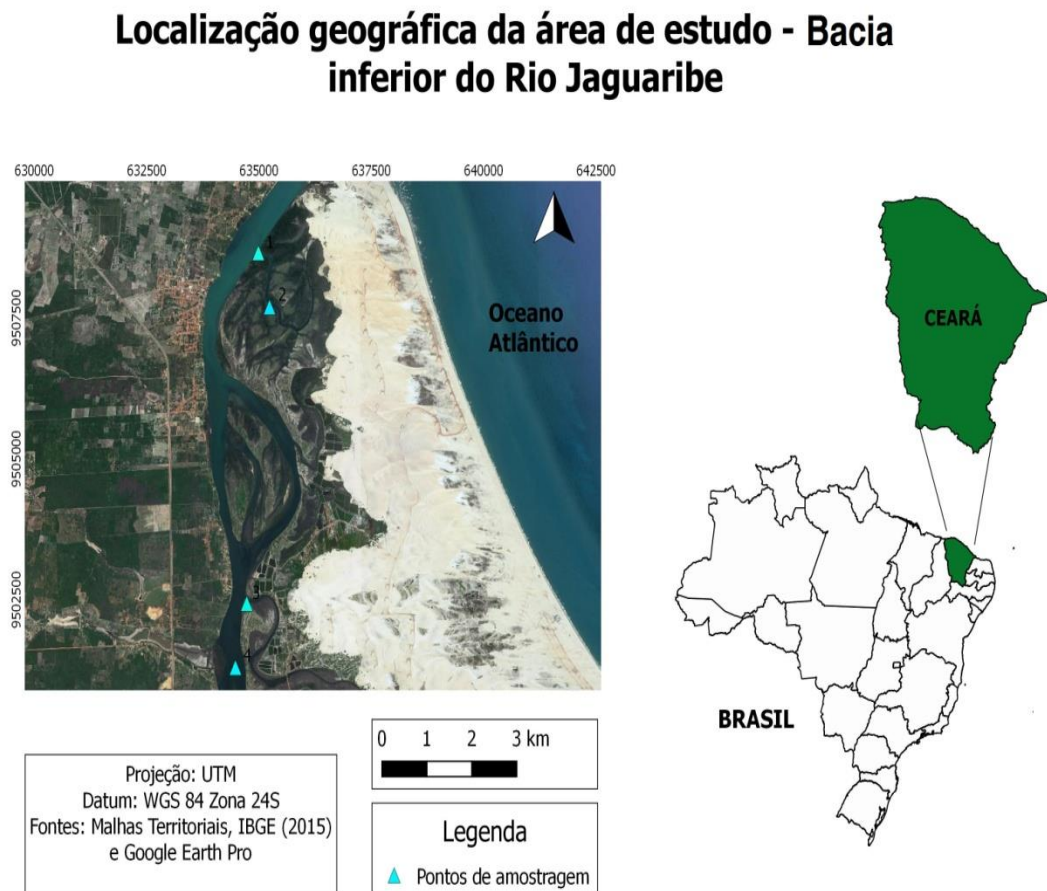 Localização geográfica da área de estudo - Bacia
inferior do Rio Jaguaribe
630000 632500 635000 637500 640000 642500
9507500
9505000
9502500
1
2
3
4
Oceano
Atlântico
CEARÁ
BRASIL
0 1 2 3 km
Projeção: UTM
Datum: WGS 84 Zona 24S
Fontes: Malhas Territoriais, IBGE (2015)
e Google Earth Pro
Legenda
Pontos de amostragem